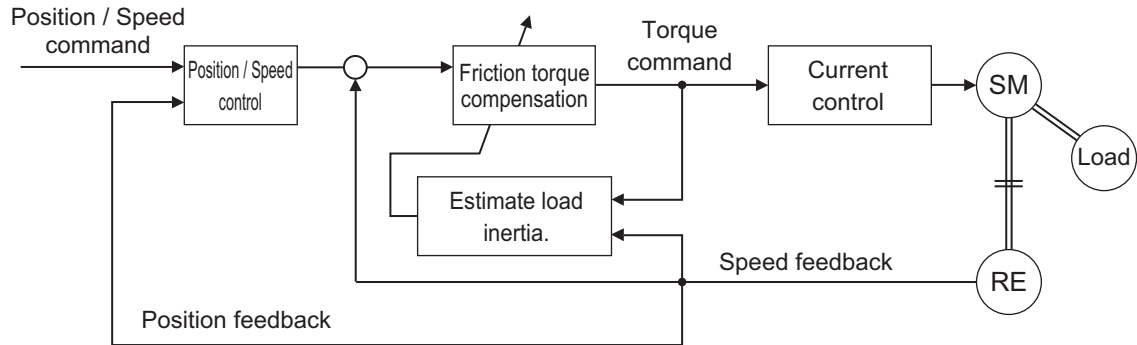 Position / Speed
command
Position / Speed
control
Friction torque
compensation
Torque
command
Current
control
SM
Load
Estimate load
inertia.
Speed feedback
RE
Position feedback